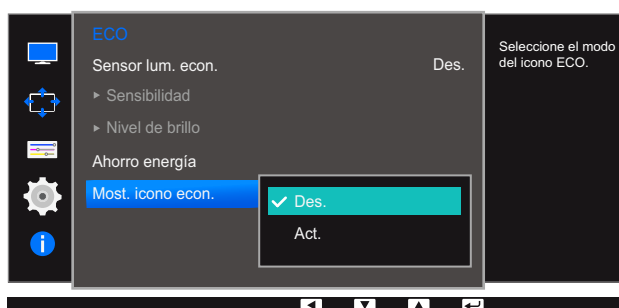 ECO
Sensor lum. econ. Des.
▸ Sensibilidad
▸ Nivel de brillo
Ahorro energía
Most. icono econ.
Des.
Act.
Seleccione el modo
del icono ECO.